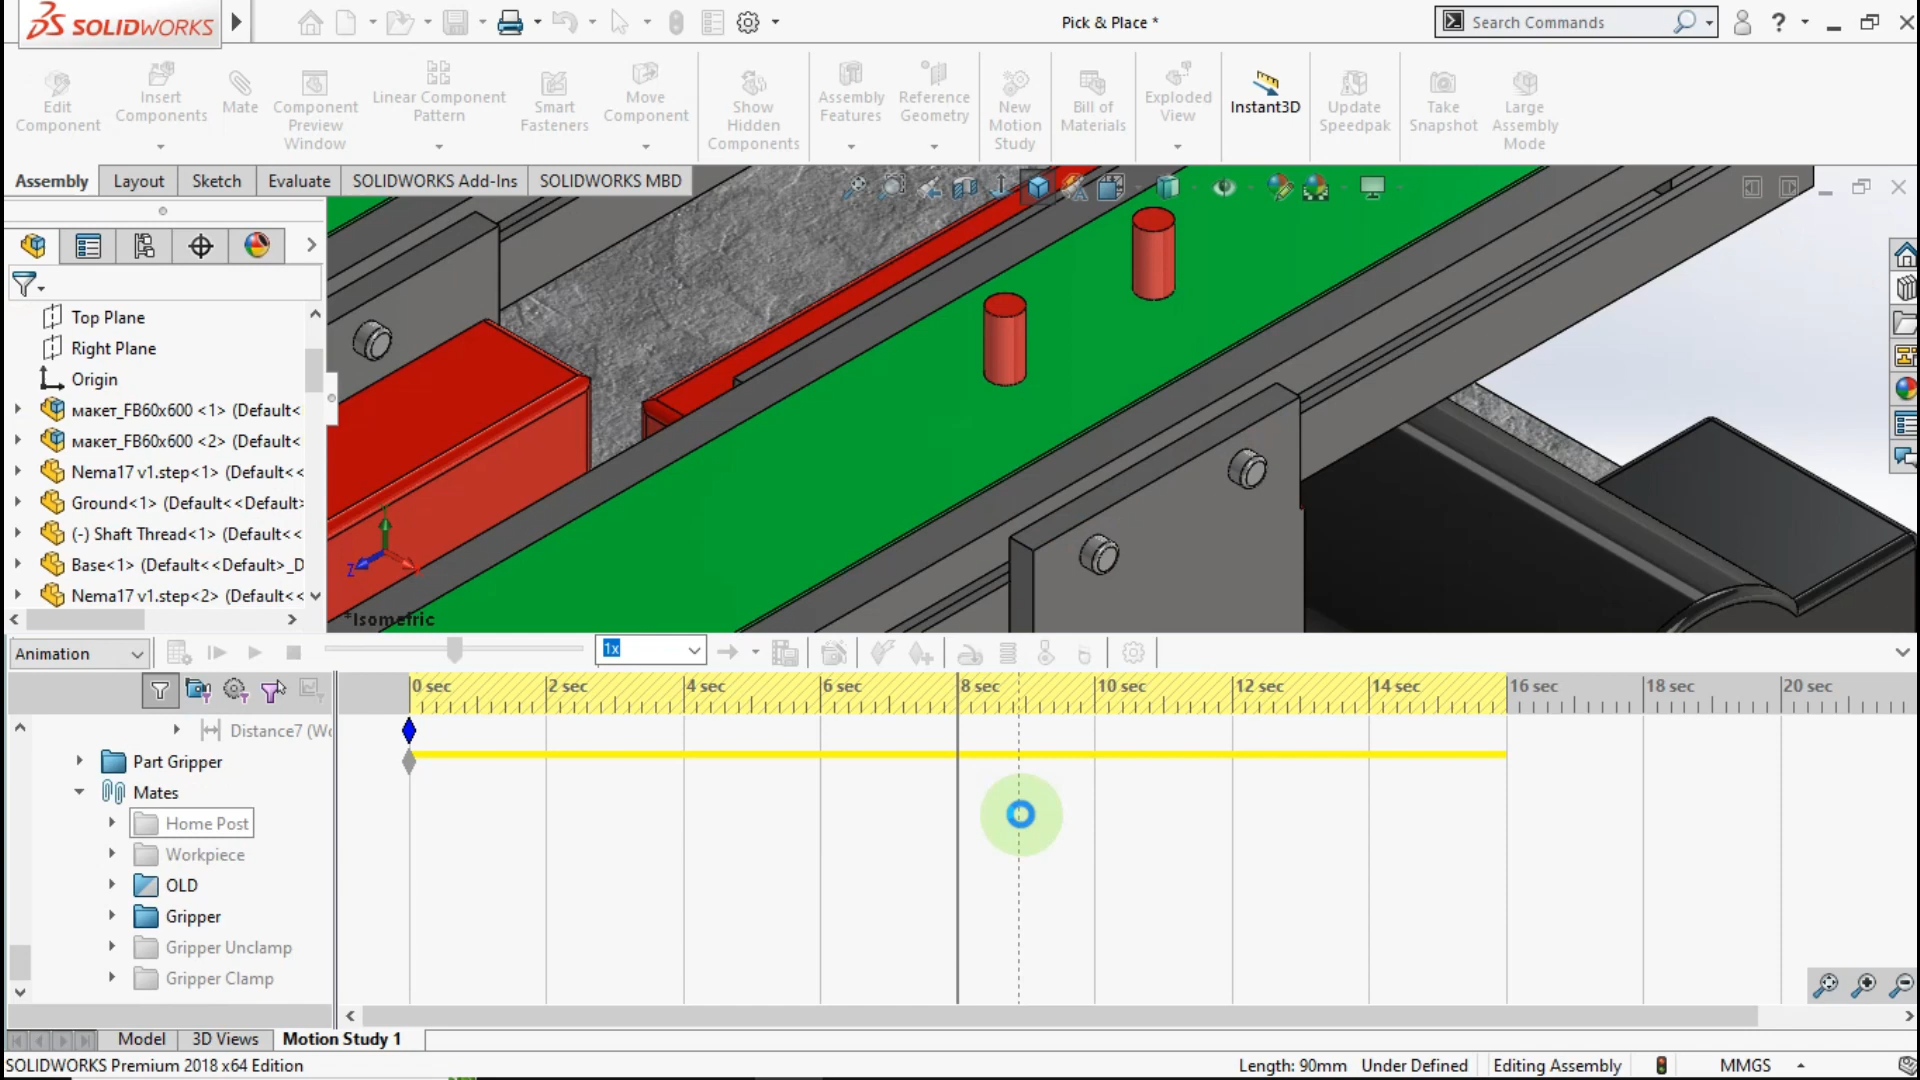 SOLIDWORKS
Pick & Place *
Search Commands
?
Edit
Component
Insert
Components
Mate
Component
Preview
Window
Linear Component
Pattern
Smart
Fasteners
Move
Component
Show
Hidden
Components
Assembly
Features
Reference
Geometry
New
Motion
Study
Bill of
Materials
Exploded
View
Instant3D
Update
Speedpak
Take
Snapshot
Large
Assembly
Mode
Assembly
Layout
Sketch
Evaluate
SOLIDWORKS Add-Ins
SOLIDWORKS MBD
Top Plane
Right Plane
Origin
макет_FB60x600 <1> (Default<
макет_FB60x600 <2> (Default<
Nema17 v1.step<1> (Default<<
Ground<1> (Default<<Default>
(-) Shaft Thread<1> (Default<<
Base<1> (Default<<Default>_D
Nema17 v1.step<2> (Default<<
Z
*Isometric
Animation
1x
0 sec 2 sec 4 sec 6 sec 8 sec 10 sec 12 sec 14 sec 16 sec 18 sec 20 sec
Distance7 (Wo
Part Gripper
Mates
Home Post
Workpiece
OLD
Gripper
Gripper Unclamp
Gripper Clamp
Model
3D Views
Motion Study 1
SOLIDWORKS Premium 2018 x64 Edition
Length: 90mm
Under Defined
Editing Assembly
MMGS